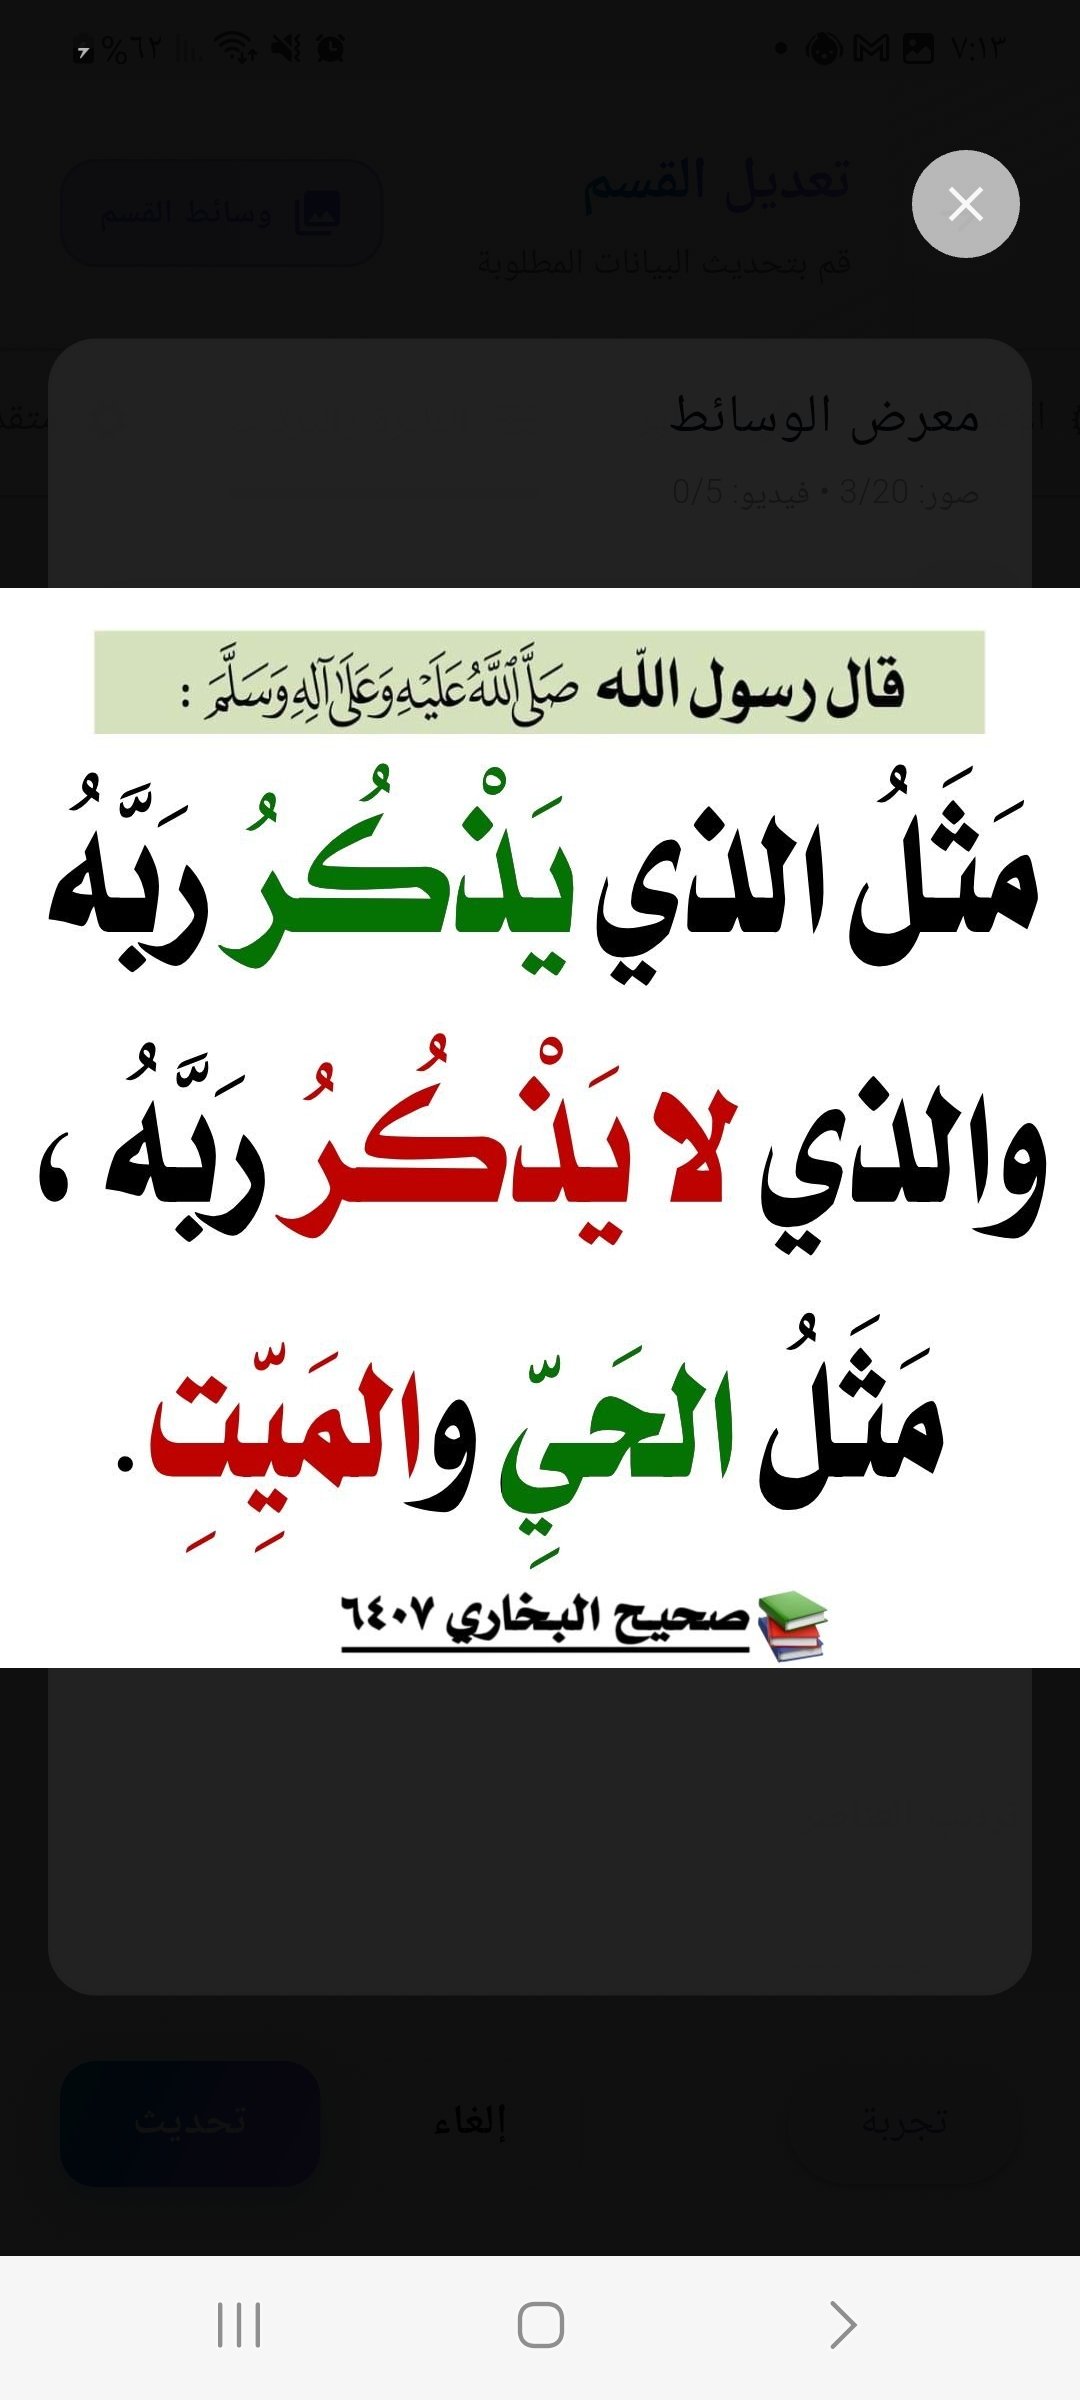 %٦٢
٧:١٣
تعديل القسم
وسائط القسم
قم بتحديث البيانات المطلوبة
معرض الوسائط
صور: 3/20 • فيديو: 0/5
قال رسول الله صَلَّى اللَّهُ عَلَيْهِ وَعَلَىٰ آلِهِ وَسَلَّمَ :
مَثَلُ الذي يَذْكُرُ رَبَّهُ
والذي لا يَذْكُرُ رَبَّهُ ،
مَثَلُ الحَيِّ والمَيِّتِ.
صحيح البخاري ٦٤٠٧
تجربة
إلغاء
تحديث